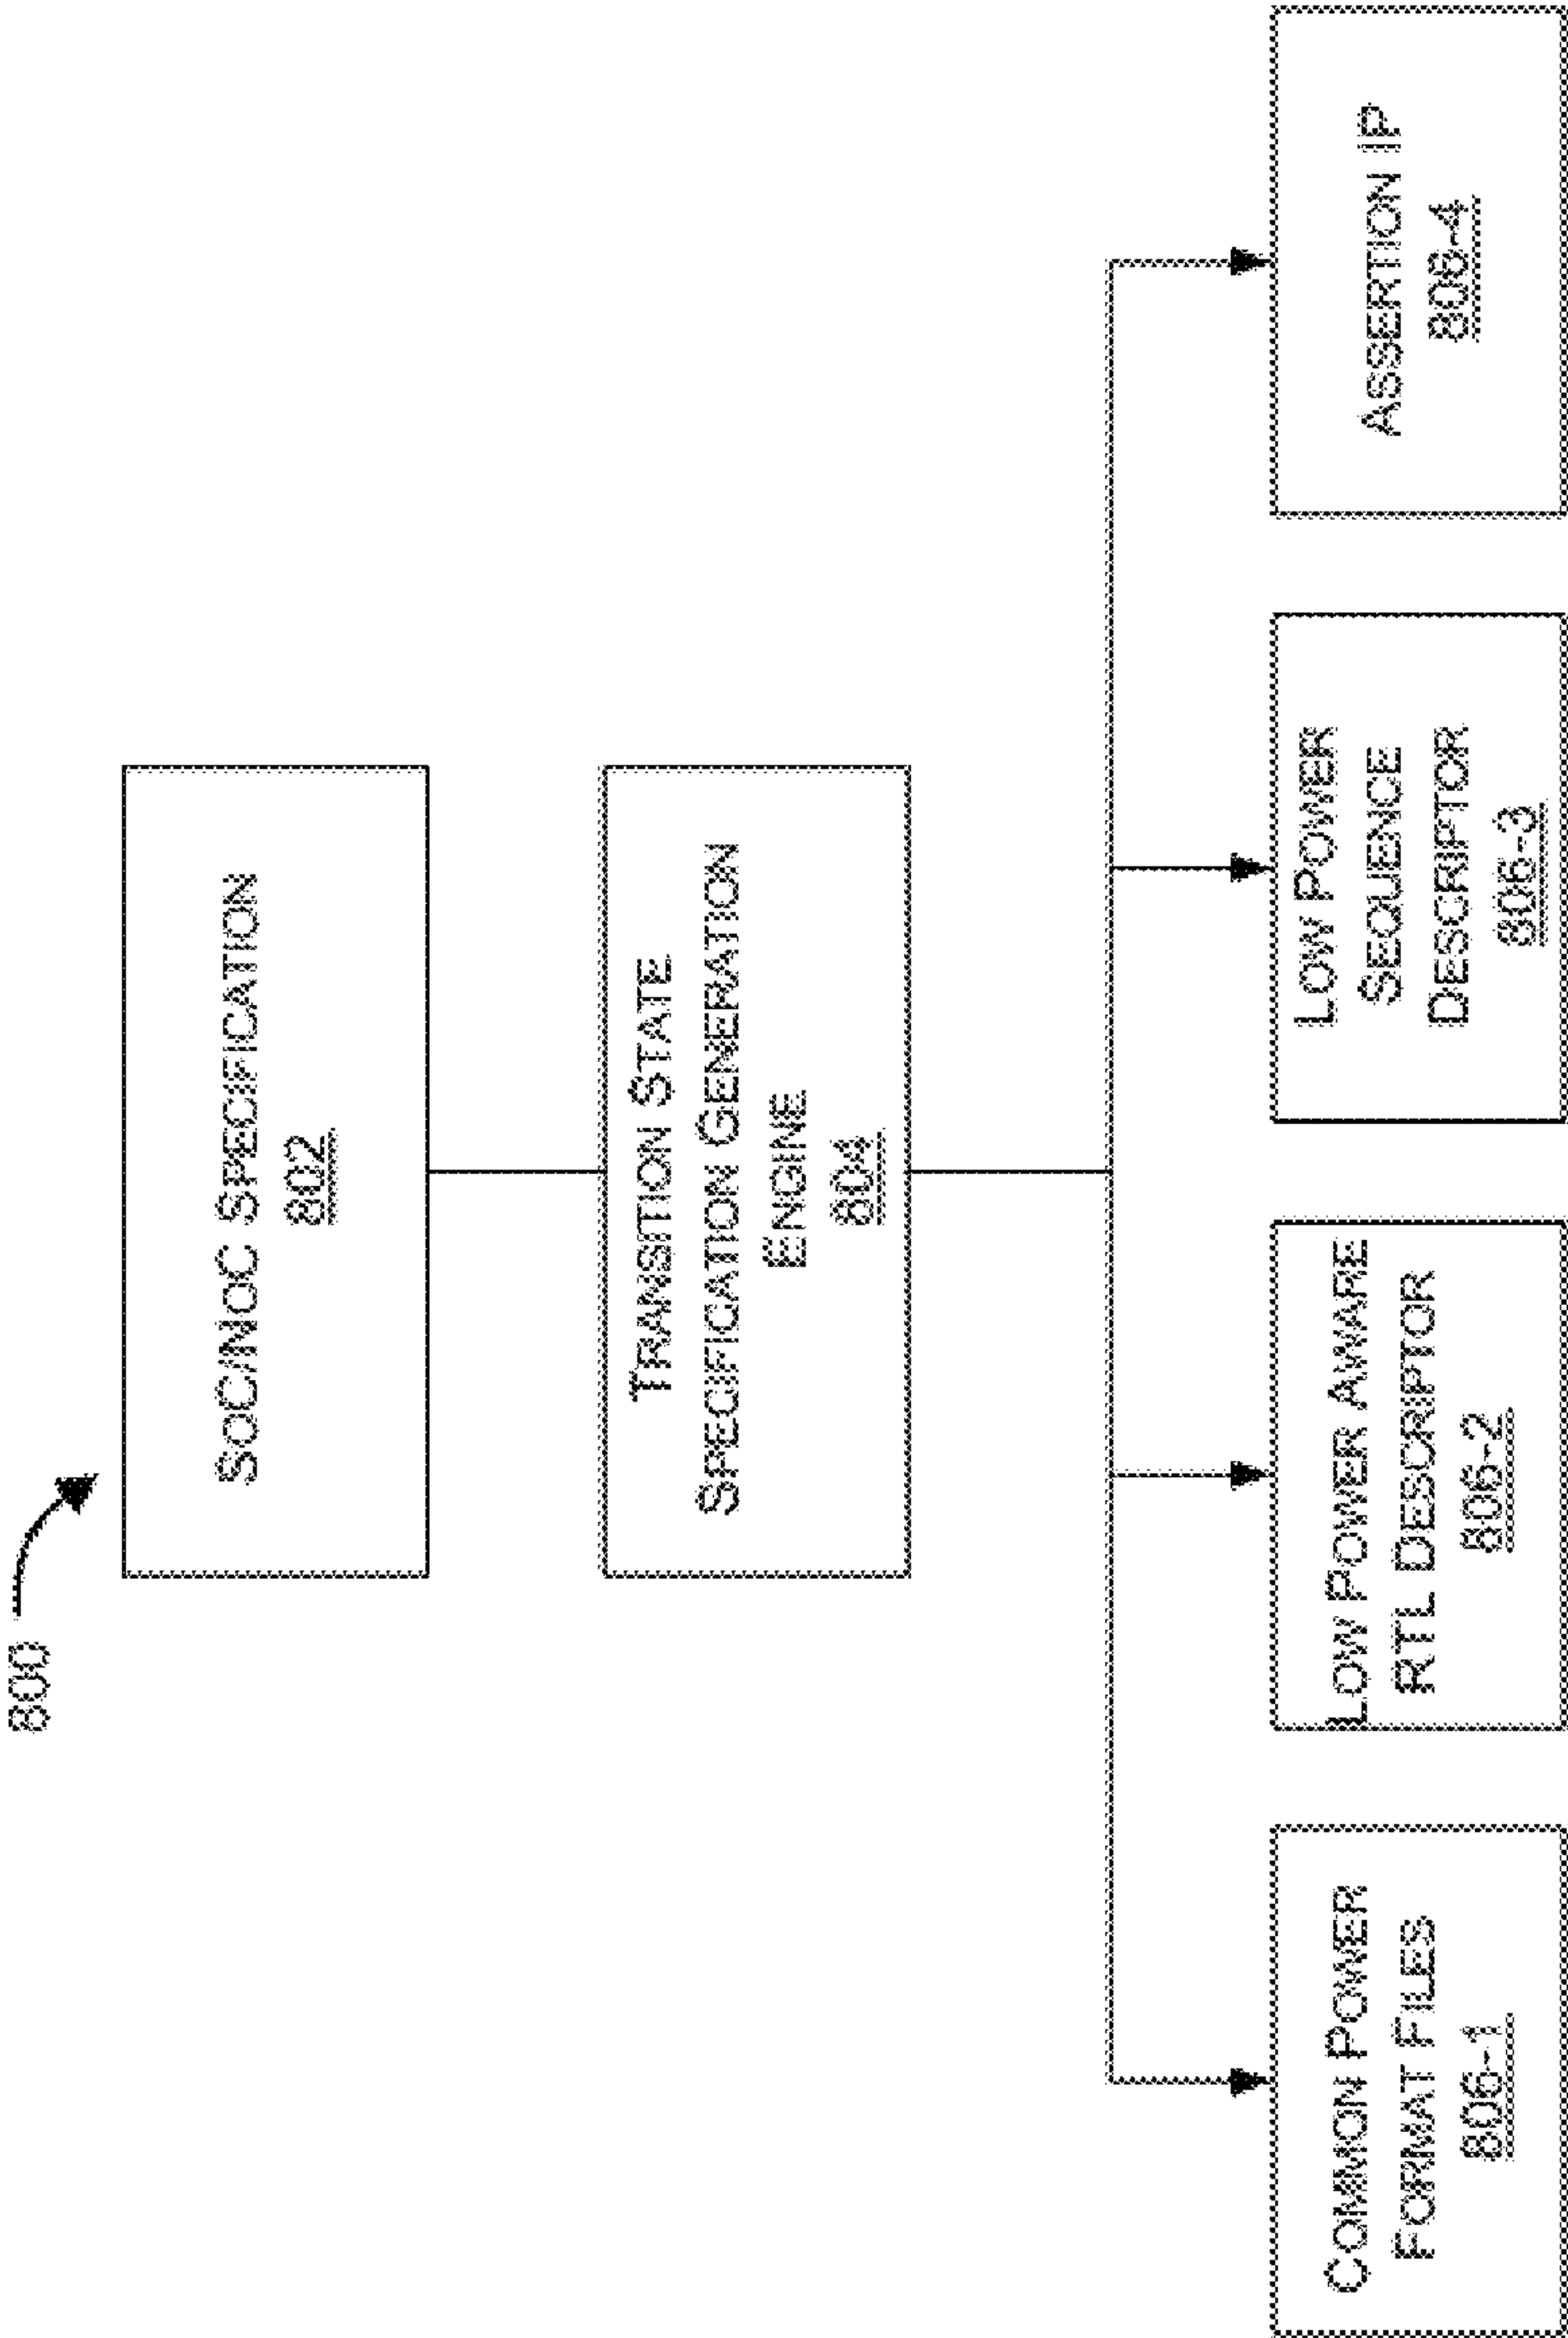 800
SOC/NOC SPECIFICATION
802
TRANSITION STATE
SPECIFICATION GENERATION
ENGINE
804
COMMON POWER
FORMAT FILES
806-1
LOW POWER AWARE
RTL DESCRIPTOR
806-2
LOW POWER
SEQUENCE
DESCRIPTOR
806-3
ASSERTION IP
806-4